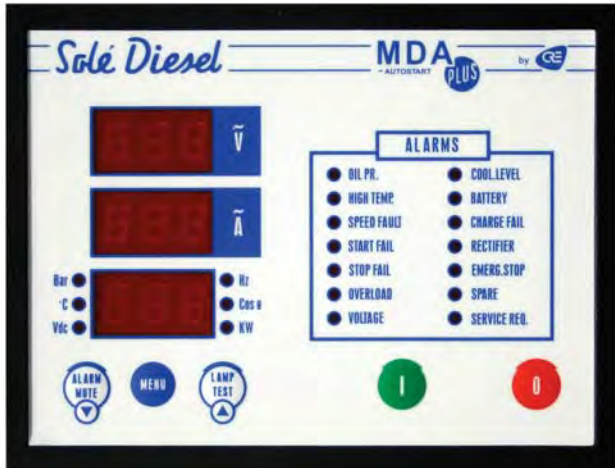 Solé Diesel
MDA PLUS
- AUTOSTART
by GE
Ṽ
Ã
Bar
°C
Vdc
Hz
Cos ø
KW
ALARMS
OIL PR.
HIGH TEMP.
SPEED FAULT
START FAIL
STOP FAIL
OVERLOAD
VOLTAGE
COOL.LEVEL
BATTERY
CHARGE FAIL
RECTIFIER
EMERG.STOP
SPARE
SERVICE REQ.
ALARM
MUTE
MENU
LAMP
TEST
I
0